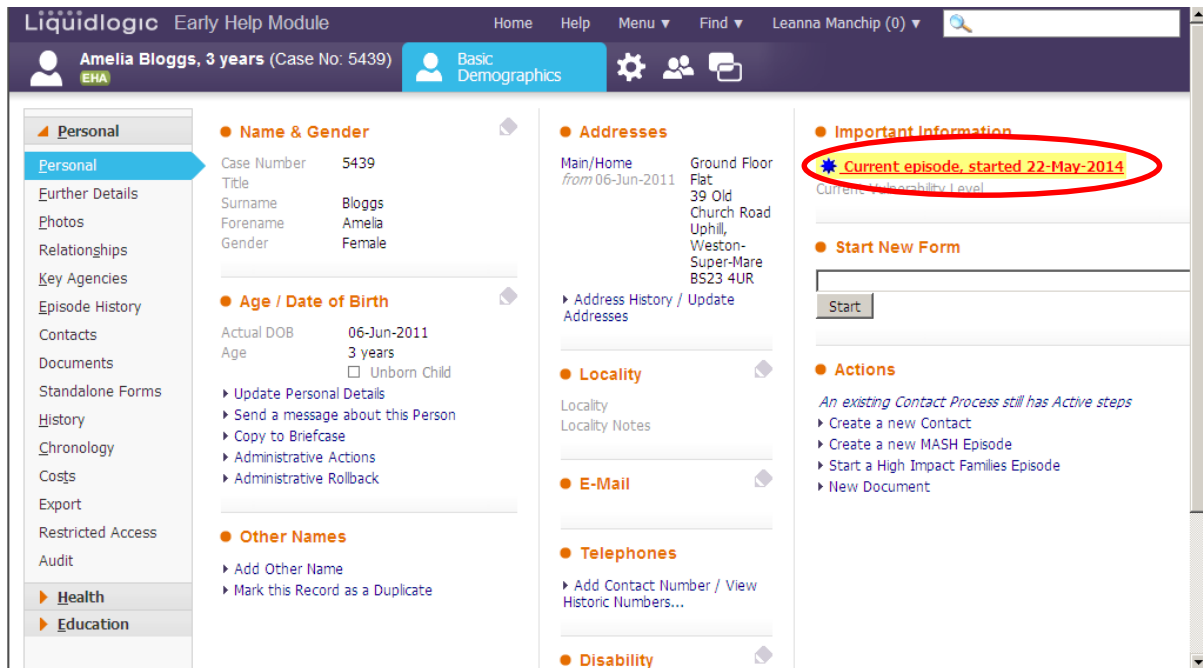 Liquidlogic Early Help Module Home Help Menu ▼ Find ▼ Leanna Manchip (0) ▼
Amelia Bloggs, 3 years (Case No: 5439)
EHA
Basic
Demographics
Personal
Personal
Further Details
Photos
Relationships
Key Agencies
Episode History
Contacts
Documents
Standalone Forms
History
Chronology
Costs
Export
Restricted Access
Audit
Health
Education
Name & Gender
Case Number 5439
Title
Surname Bloggs
Forename Amelia
Gender Female
Age / Date of Birth
Actual DOB 06-Jun-2011
Age 3 years
Unborn Child
Update Personal Details
Send a message about this Person
Copy to Briefcase
Administrative Actions
Administrative Rollback
Other Names
Add Other Name
Mark this Record as a Duplicate
Addresses
Main/Home Ground Floor
from 06-Jun-2011 Flat
39 Old
Church Road
Uphill,
Weston-
Super-Mare
BS23 4UR
Address History / Update
Addresses
Locality
Locality
Locality Notes
E-Mail
Telephones
Add Contact Number / View
Historic Numbers...
Disability
Important Information
Current episode, started 22-May-2014
Current Vulnerability Level
Start New Form
Start
Actions
An existing Contact Process still has Active steps
Create a new Contact
Create a new MASH Episode
Start a High Impact Families Episode
New Document